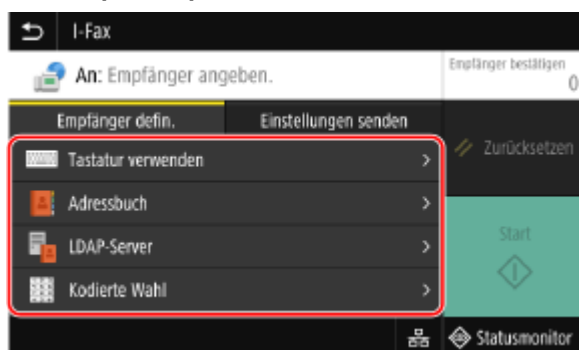 I-Fax
An: Empfänger angeben.
Empfänger bestätigen
0
Empfänger defin.
Einstellungen senden
Tastatur verwenden
Adressbuch
LDAP-Server
Kodierte Wahl
Zurücksetzen
Start
Statusmonitor